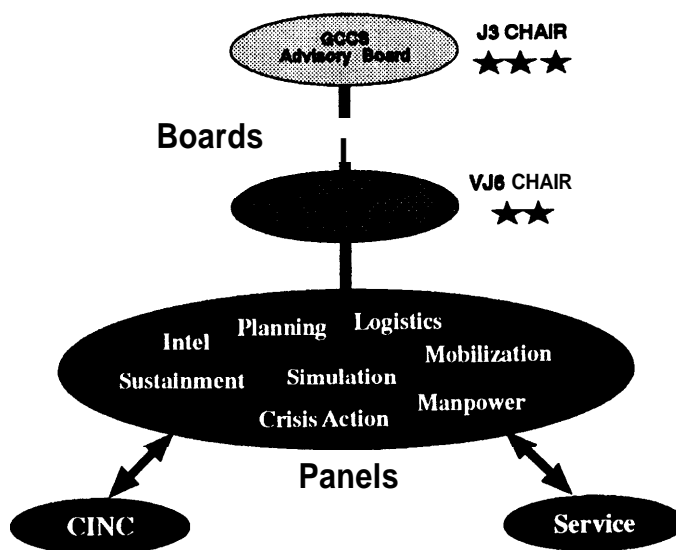 GCCS
Advisory Board
J3 CHAIR
Boards
VJ6 CHAIR
Planning
Logistics
Intel
Mobilization
Sustainment
Simulation
Manpower
Crisis Action
Panels
CINC
Service